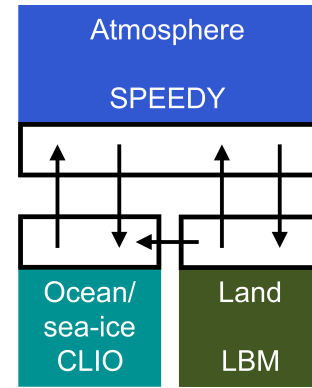 Atmosphere
SPEEDY
Ocean/
sea-ice
CLIO
Land
LBM